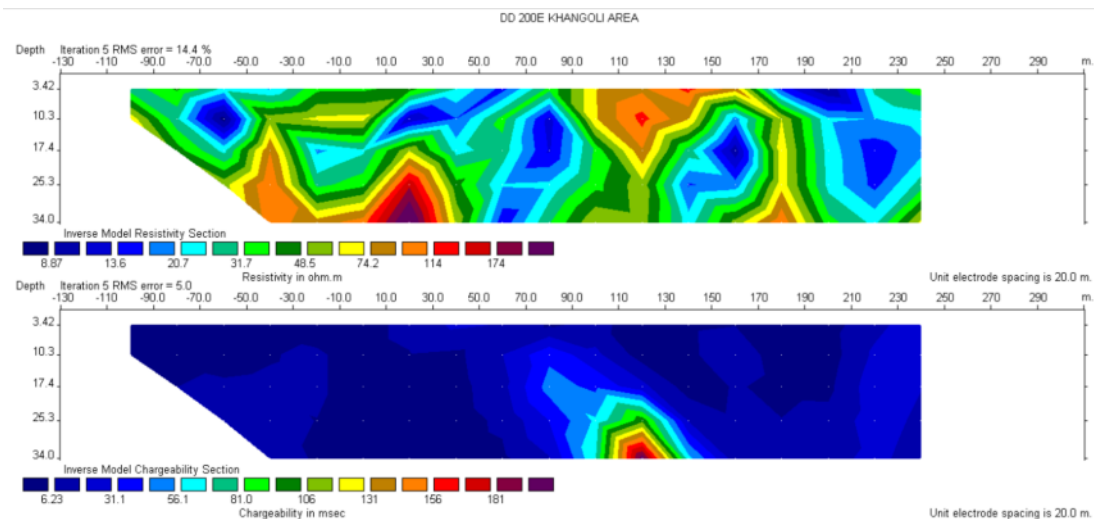 DD 200E KHANGOLI AREA
Depth Iteration 5 RMS error = 14.4 %
-130 -90.0 -70.0 -50.0 -30.0 -10.0 10.0 30.0 50.0 70.0 90.0 110 130 150 170 190 210 230 250 270 290 m.
3.42
10.3
17.4
25.3
34.0
Inverse Model Resistivity Section
8.87 13.6 20.7 31.7 48.5 74.2 114 174
Resistivity in ohm.m
Unit electrode spacing is 20.0 m.
Depth Iteration 5 RMS error = 5.0
-130 -90.0 -70.0 -50.0 -30.0 -10.0 10.0 30.0 50.0 70.0 90.0 110 130 150 170 190 210 230 250 270 290 m.
3.42
10.3
17.4
25.3
34.0
Inverse Model Chargeability Section
6.23 31.1 56.1 81.0 106 131 156 181
Chargeability in msec
Unit electrode spacing is 20.0 m.